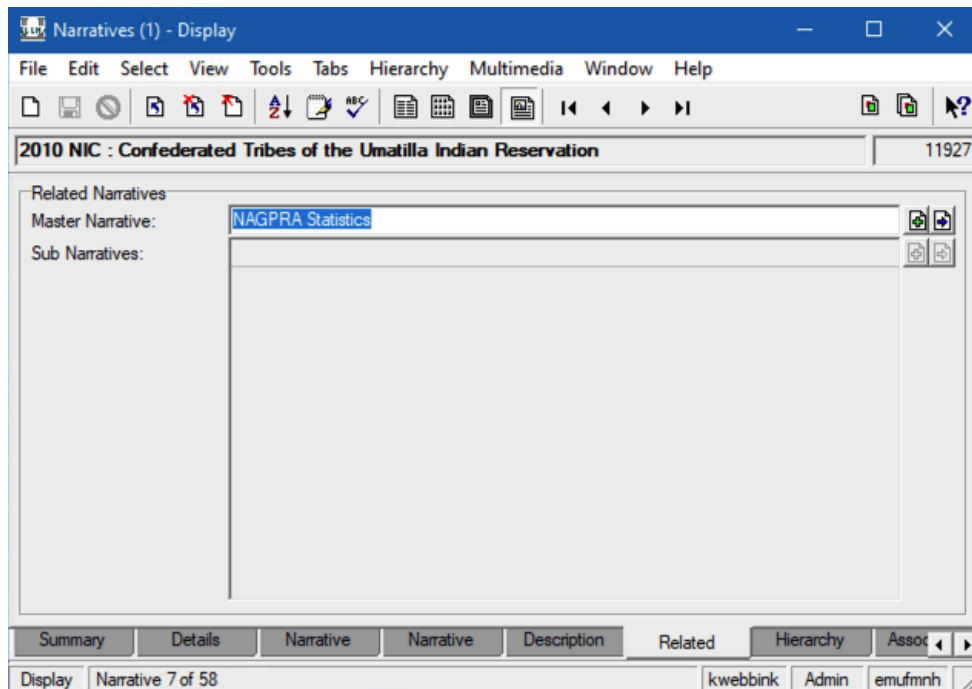 Narratives (1) - Display
File Edit Select View Tools Tabs Hierarchy Multimedia Window Help
2010 NIC : Confederated Tribes of the Umatilla Indian Reservation 11927
Related Narratives
Master Narrative: NAGPRA Statistics
Sub Narratives:
Summary Details Narrative Narrative Description Related Hierarchy Assoc
Display Narrative 7 of 58 kwebbink Admin emufmnh